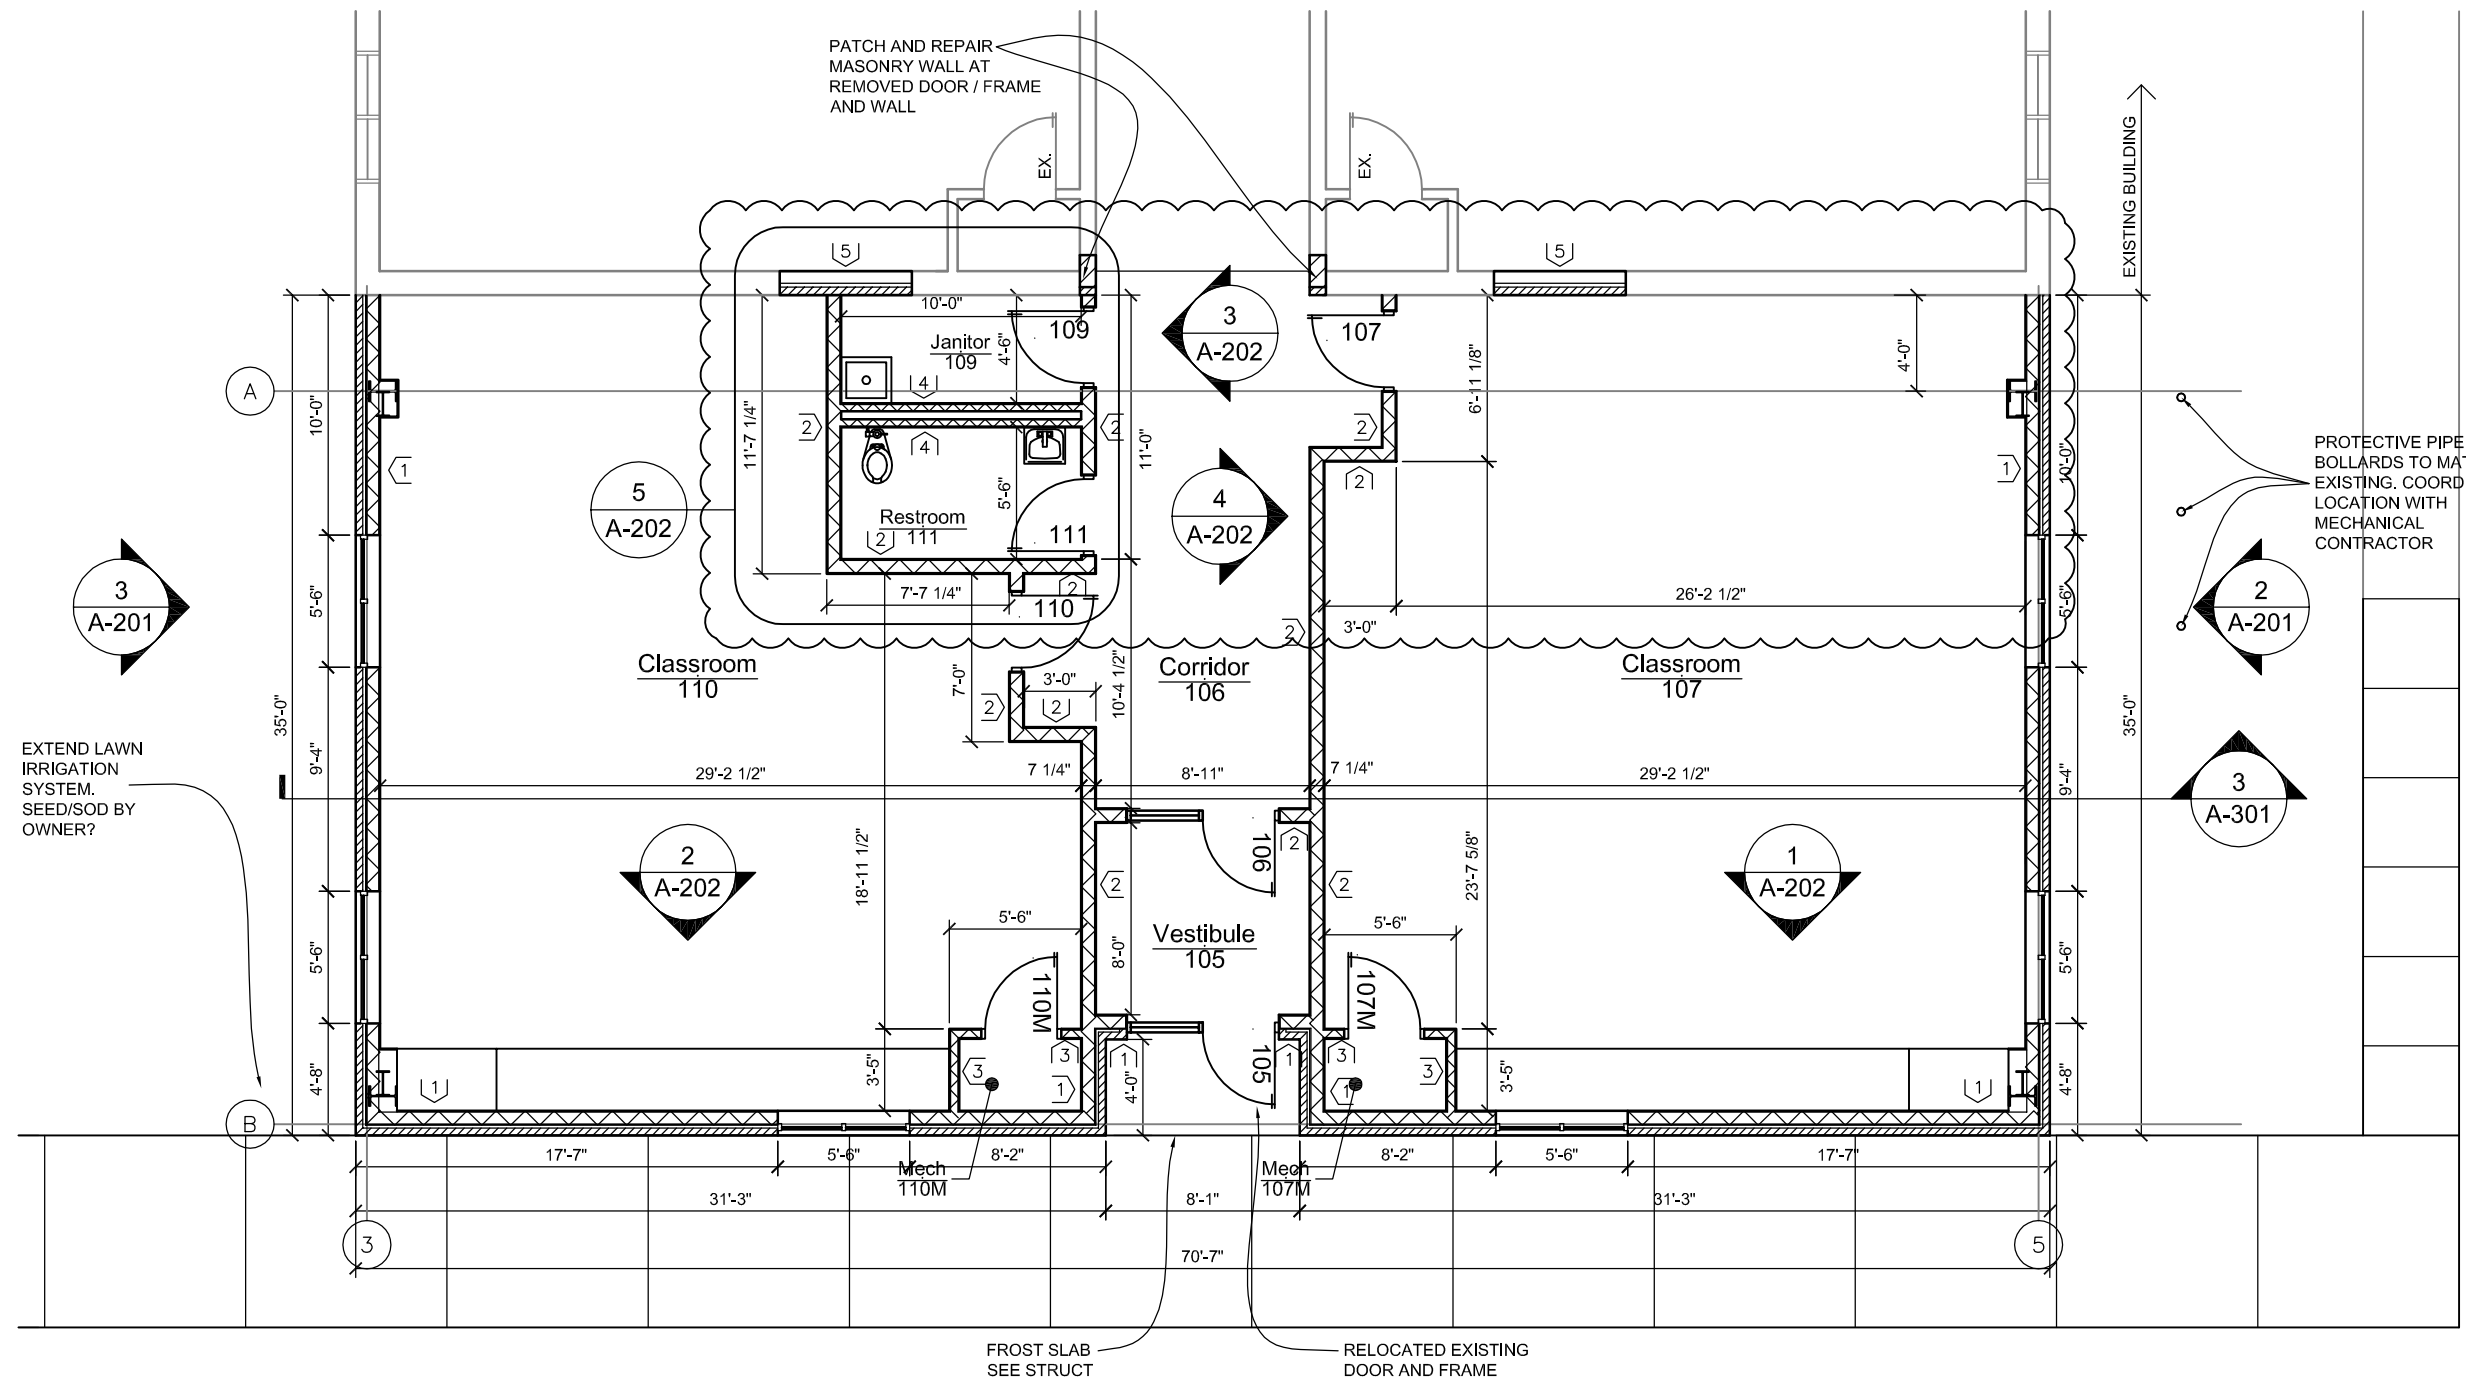 PATCH AND REPAIR
MASONRY WALL AT
REMOVED DOOR / FRAME
AND WALL
EX.
EX.
EXISTING BUILDING
5
5
10'-0"
109
Janitor
109
4'-6"
4
3
A-202
107
4'-0"
6'-11 1/8"
A
10'-0"
11'-7 1/4"
2
2
11'-0"
2
4
1
2
1
10'-0"
PROTECTIVE PIPE
BOLLARDS TO
EXISTING. COORD
LOCATION WITH
MECHANICAL
CONTRACTOR
5
A-202
5'-6"
Restroom
111
2
111
4
A-202
3
A-201
5'-6"
7'-7 1/4"
2
110
26'-2 1/2"
3'-0"
2
5'-6"
2
A-201
Classroom
110
Corridor
106
Classroom
107
7'-0"
3'-0"
2
2
10'-4 1/2"
35'-0"
35'-0"
EXTEND LAWN
IRRIGATION
SYSTEM.
SEED/SOD BY
OWNER?
9'-4"
29'-2 1/2"
7 1/4"
8'-11"
7 1/4"
29'-2 1/2"
9'-4"
3
A-301
2
A-202
18'-11 1/2"
106
2
2
2
23'-7 5/8"
1
A-202
5'-6"
5'-6"
5'-6"
Vestibule
105
8'-0"
5'-6"
110M
107M
4'-8"
1
3'-5"
3
3
1
1
4'-0"
105
1
3
1
3
3'-5"
1
4'-8"
B
17'-7"
5'-6"
8'-2"
8'-2"
5'-6"
17'-7"
Mech
110M
Mech
107M
31'-3"
8'-1"
31'-3"
3
5
70'-7"
FROST SLAB
SEE STRUCT
RELOCATED EXISTING
DOOR AND FRAME